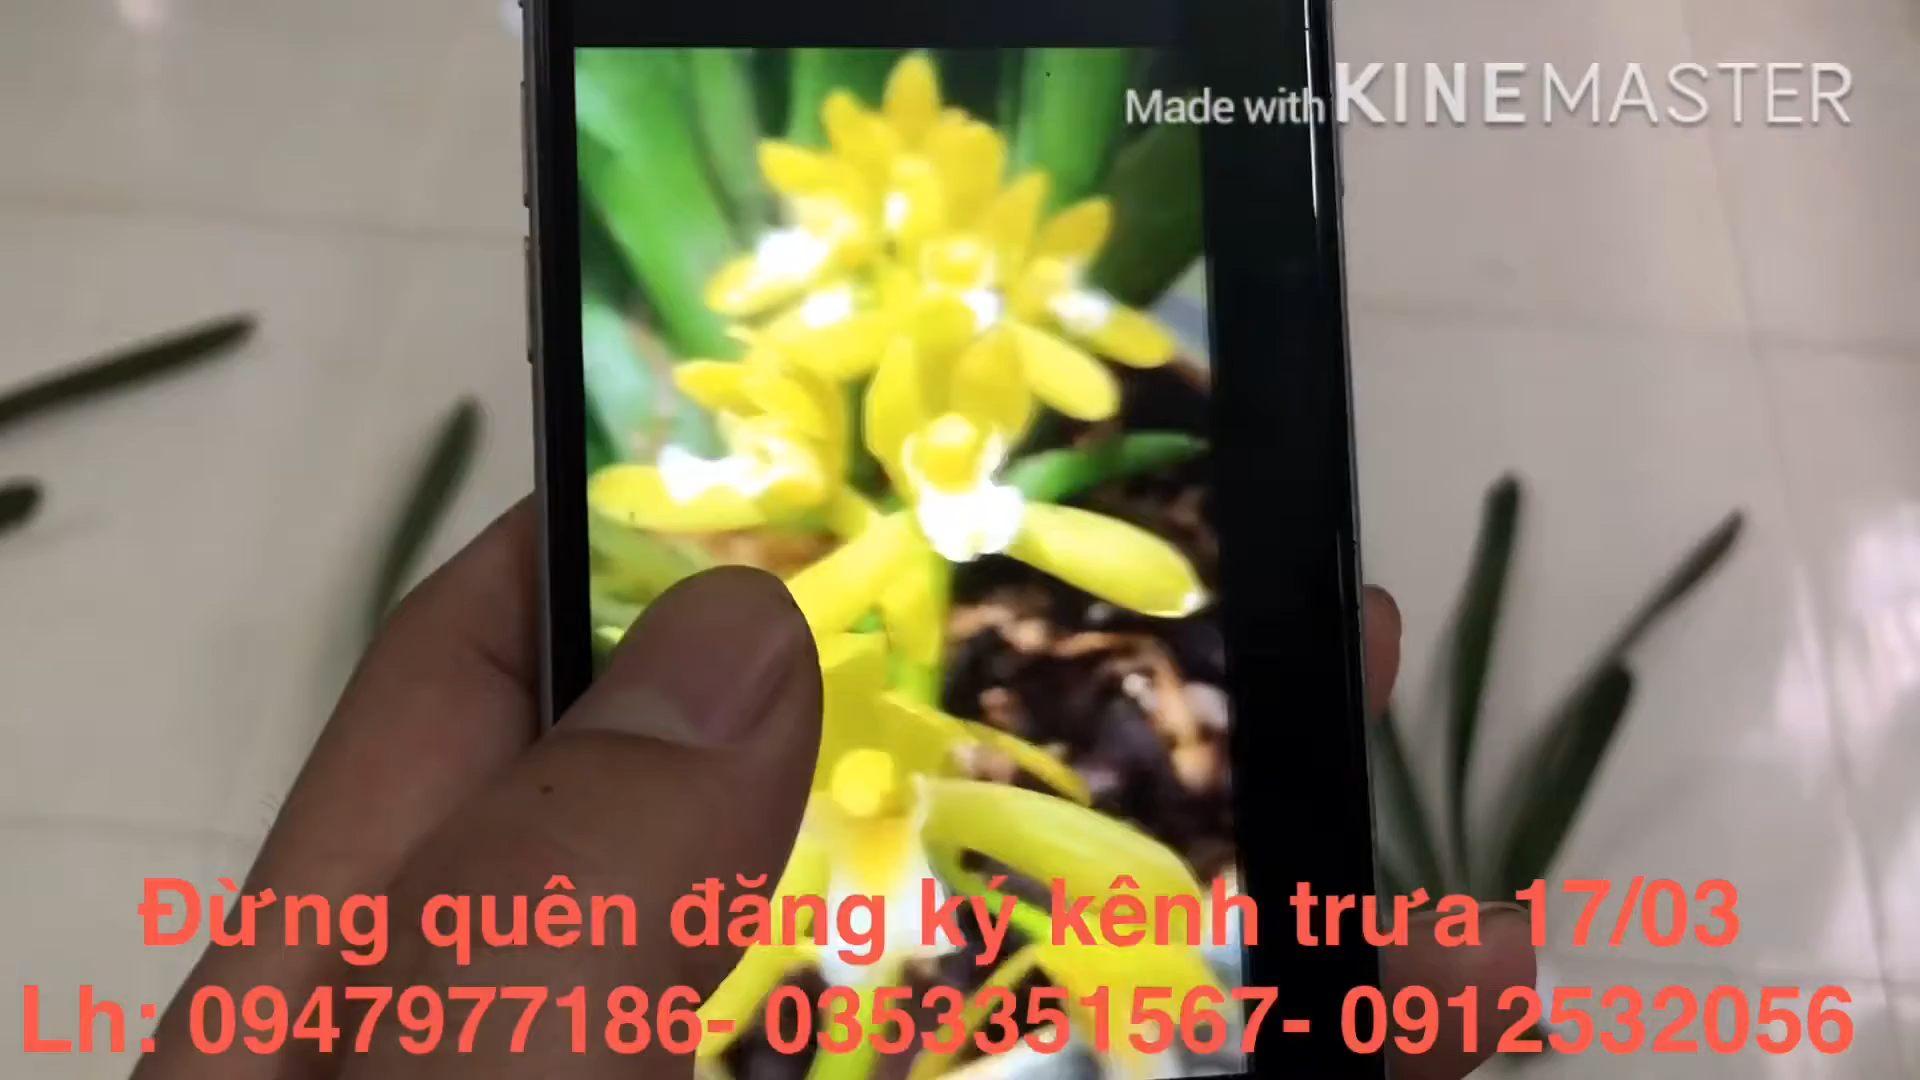 Made with KINEMASTER
Đừng quên đăng ký kênh trưa 17/03
Lh: 0947977186- 0353351567- 0912532056